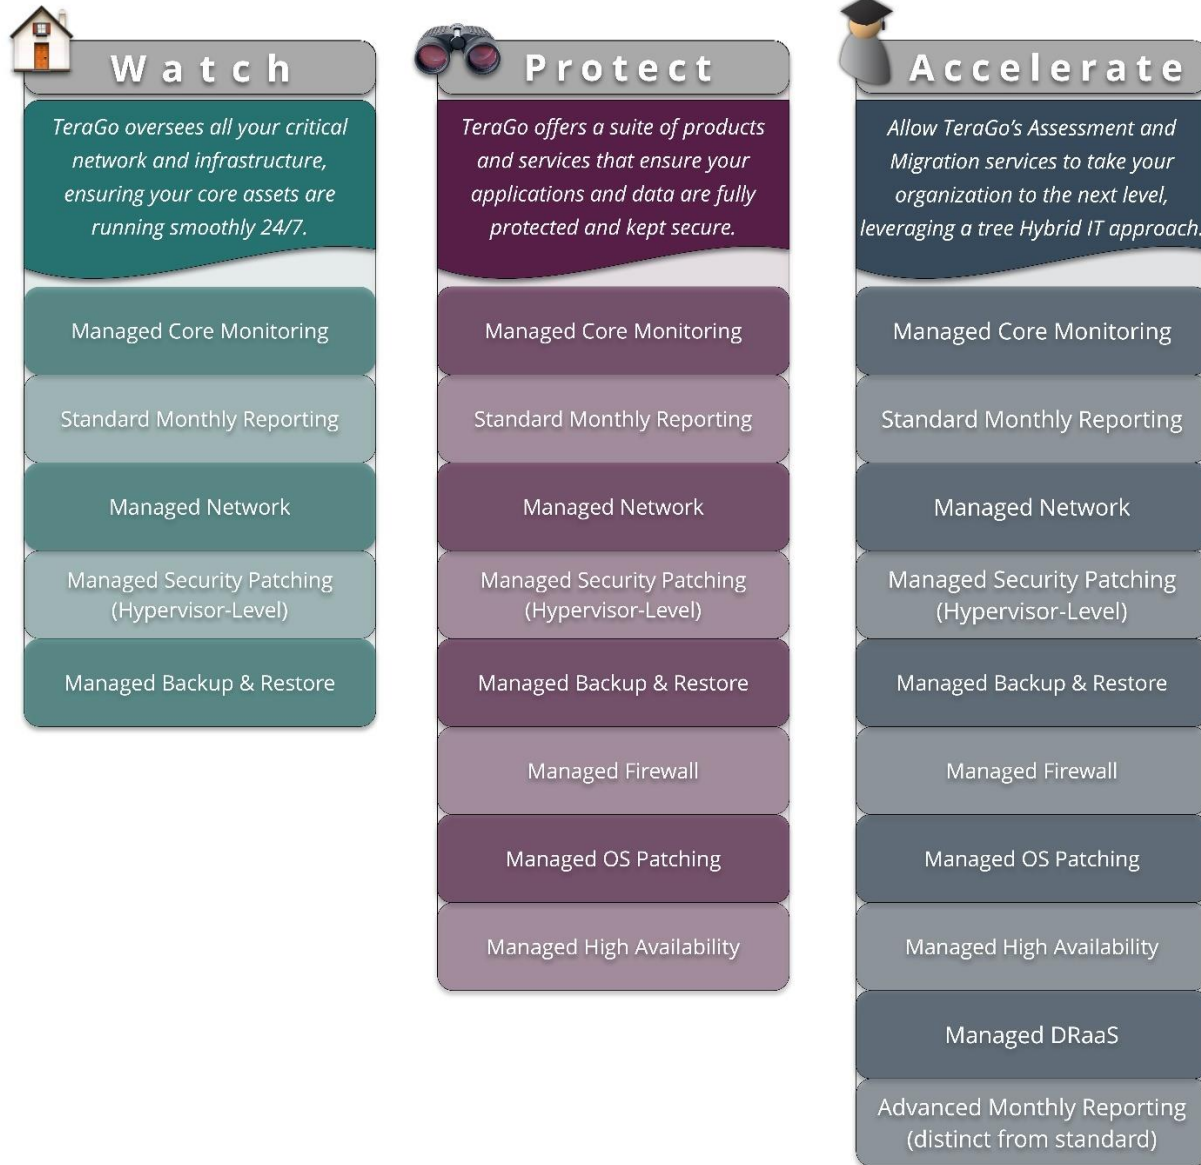 Watch
TeraGo oversees all your critical
network and infrastructure,
ensuring your core assets are
running smoothly 24/7.
Managed Core Monitoring
Standard Monthly Reporting
Managed Network
Managed Security Patching
(Hypervisor-Level)
Managed Backup & Restore
Protect
TeraGo offers a suite of products
and services that ensure your
applications and data are fully
protected and kept secure.
Managed Core Monitoring
Standard Monthly Reporting
Managed Network
Managed Security Patching
(Hypervisor-Level)
Managed Backup & Restore
Managed Firewall
Managed OS Patching
Managed High Availability
Accelerate
Allow TeraGo’s Assessment and
Migration services to take your
organization to the next level,
leveraging a tree Hybrid IT approach.
Managed Core Monitoring
Standard Monthly Reporting
Managed Network
Managed Security Patching
(Hypervisor-Level)
Managed Backup & Restore
Managed Firewall
Managed OS Patching
Managed High Availability
Managed DRaaS
Advanced Monthly Reporting
(distinct from standard)